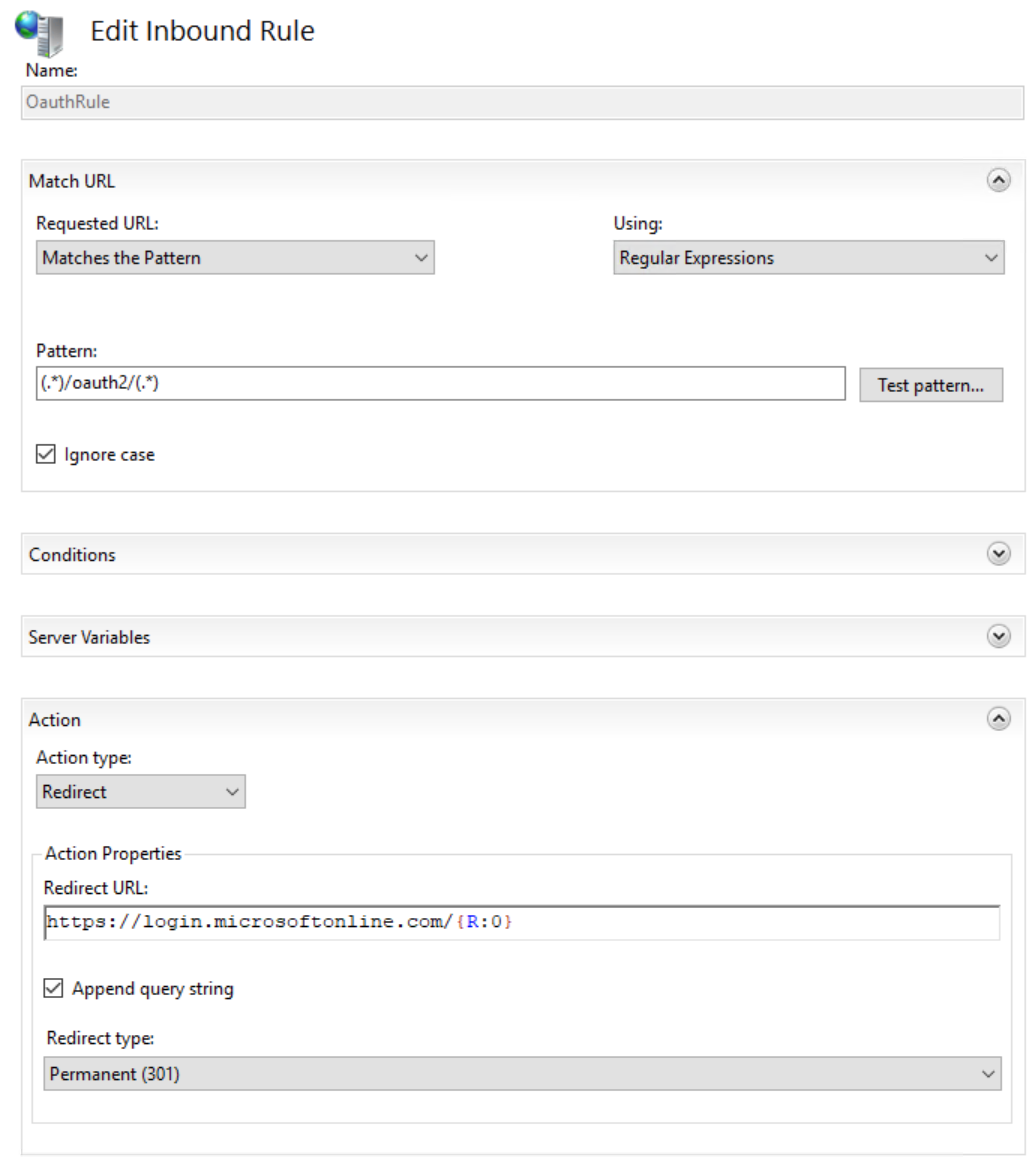 Edit Inbound Rule
Name:
OauthRule
Match URL
Requested URL:
Using:
Matches the Pattern
Regular Expressions
Pattern:
(.*)/oauth2/(.*)
Test pattern...
Ignore case
Conditions
Server Variables
Action
Action type:
Redirect
Action Properties
Redirect URL:
https://login.microsoftonline.com/{R:0}
Append query string
Redirect type:
Permanent (301)